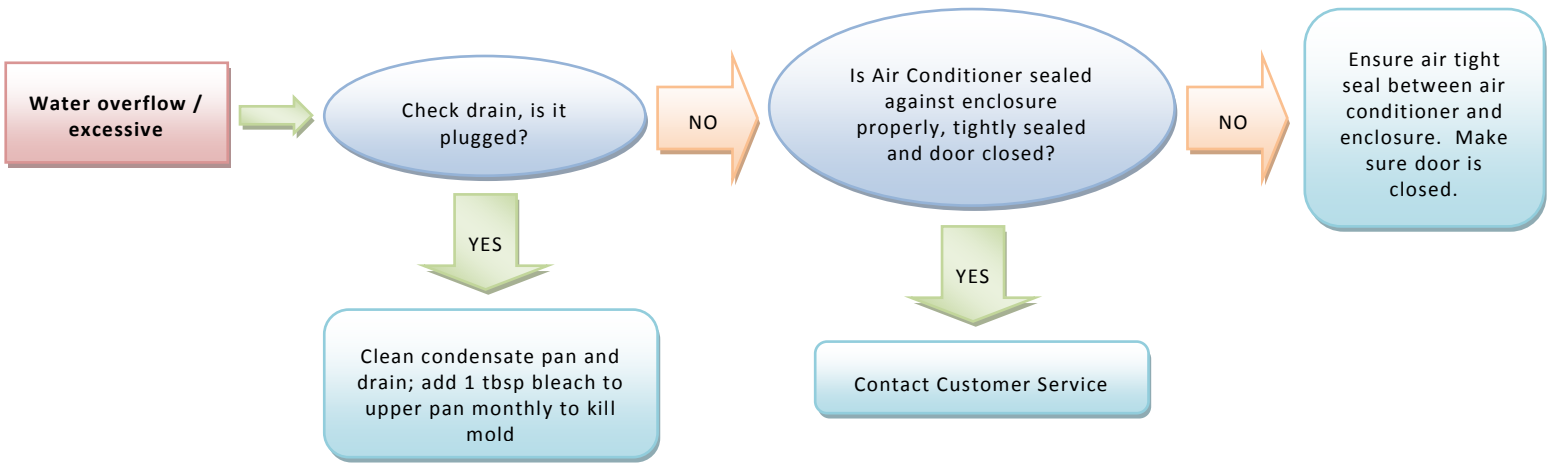 Water overflow /
excessive
Check drain, is it
plugged?
NO
Is Air Conditioner sealed
against enclosure
properly, tightly sealed
and door closed?
NO
Ensure air tight
seal between air
conditioner and
enclosure.  Make
sure door is
closed.
YES
Clean condensate pan and
drain; add 1 tbsp bleach to
upper pan monthly to kill
mold
YES
Contact Customer Service